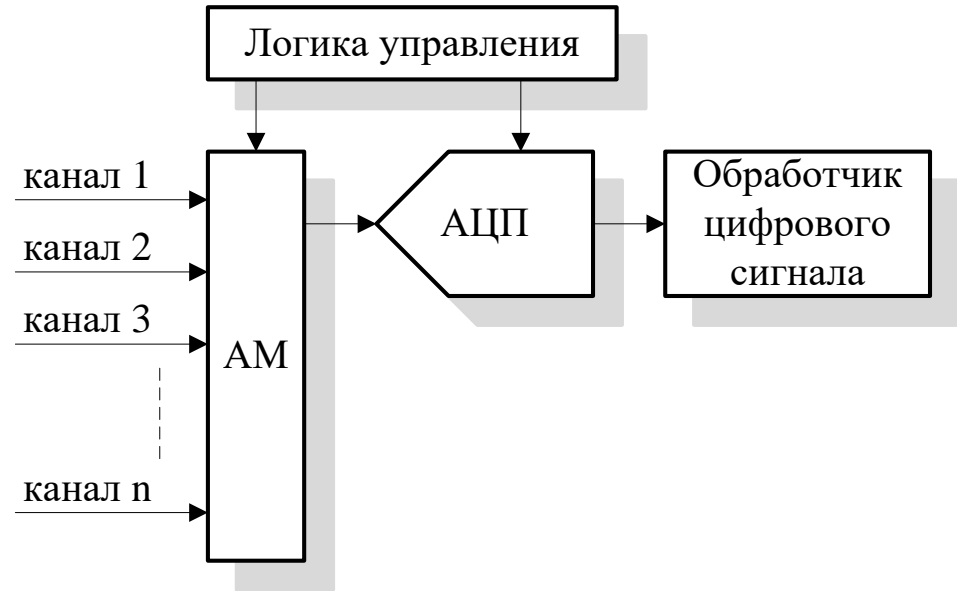 Логика управления
канал 1
канал 2
канал 3
канал n
АМ
АЦП
Обработчик
цифрового
сигнала